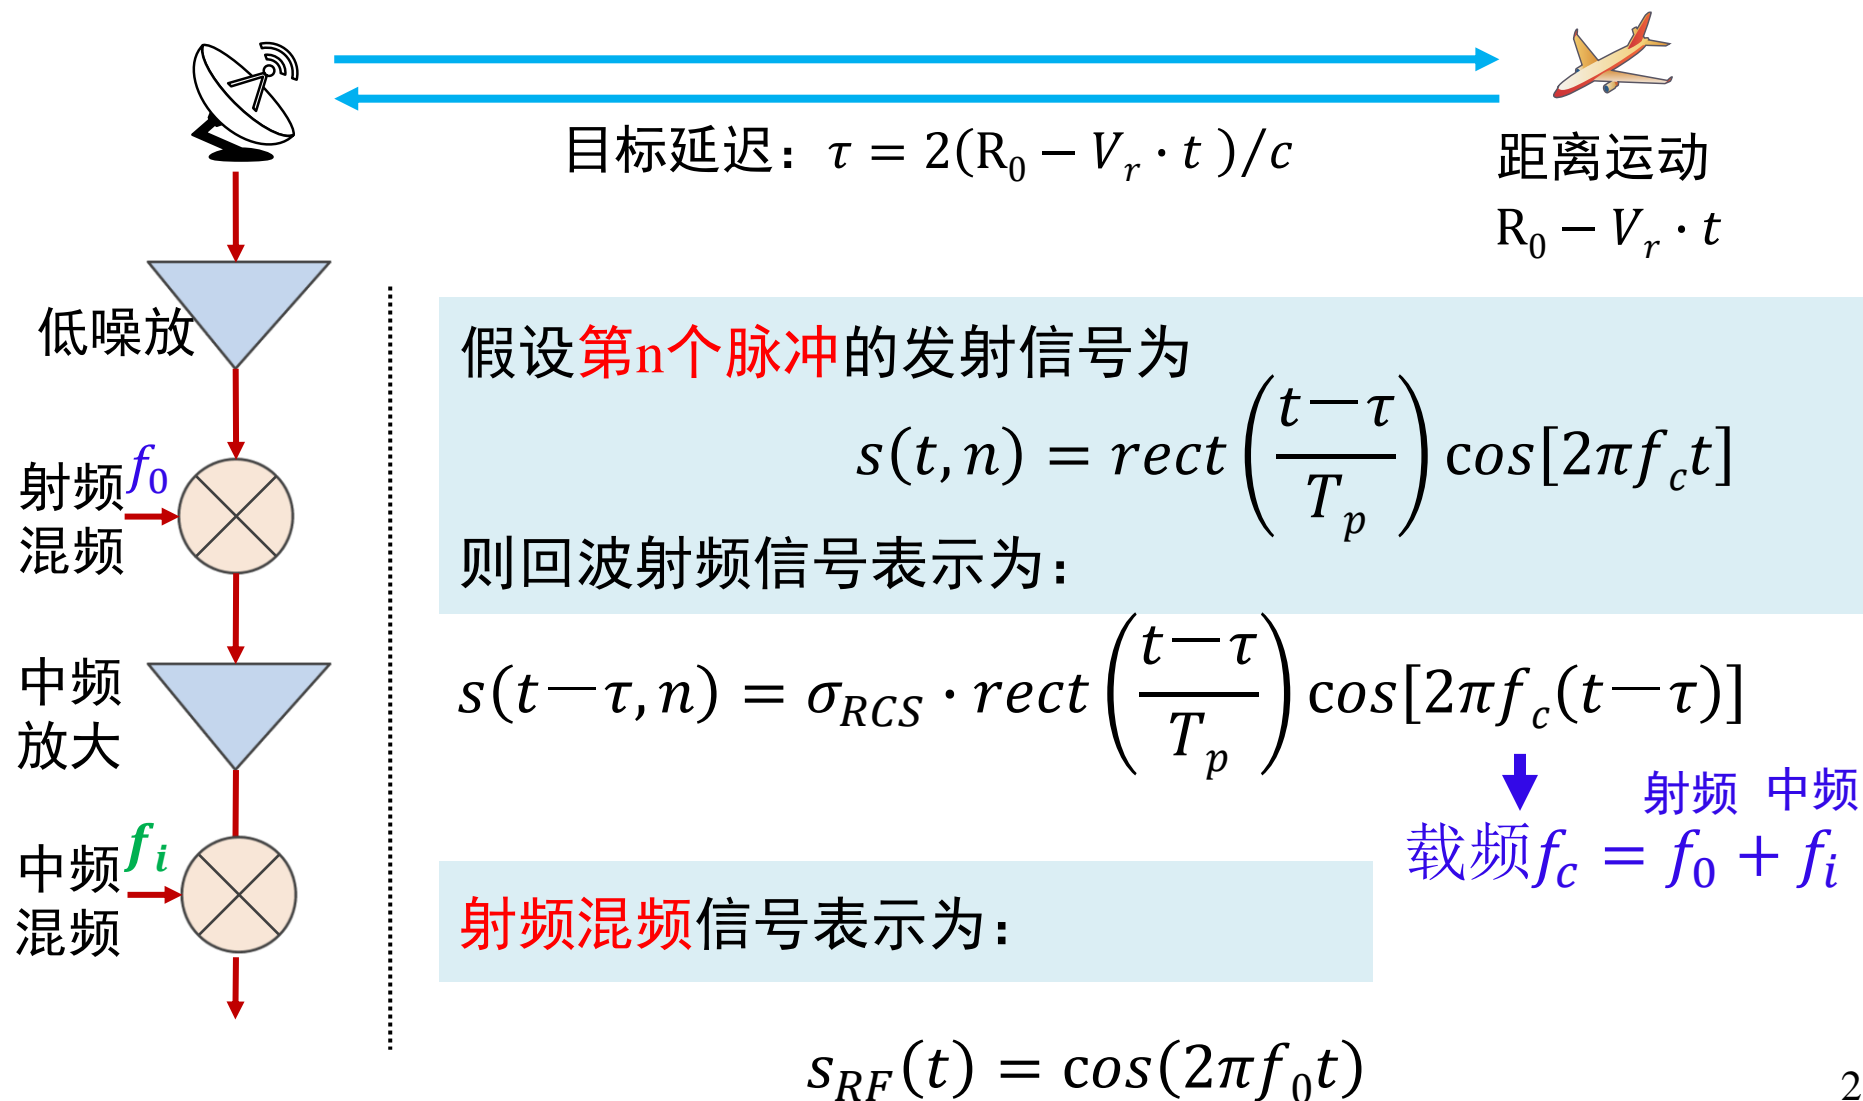 目标延迟：τ = 2(R₀ − Vᵣ · t )/c
距离运动
R₀ − Vᵣ · t
低噪放
假设第n个脉冲的发射信号为
s(t, n) = rect((t−τ)/Tₚ) cos[2πf_c t]
f₀
射频
混频
则回波射频信号表示为：
s(t−τ, n) = σ_RCS · rect((t−τ)/Tₚ) cos[2πf_c(t−τ)]
中频
放大
射频 中频
载频f_c = f₀ + fᵢ
fᵢ
中频
混频
射频混频信号表示为：
s_RF(t) = cos(2πf₀t)
2